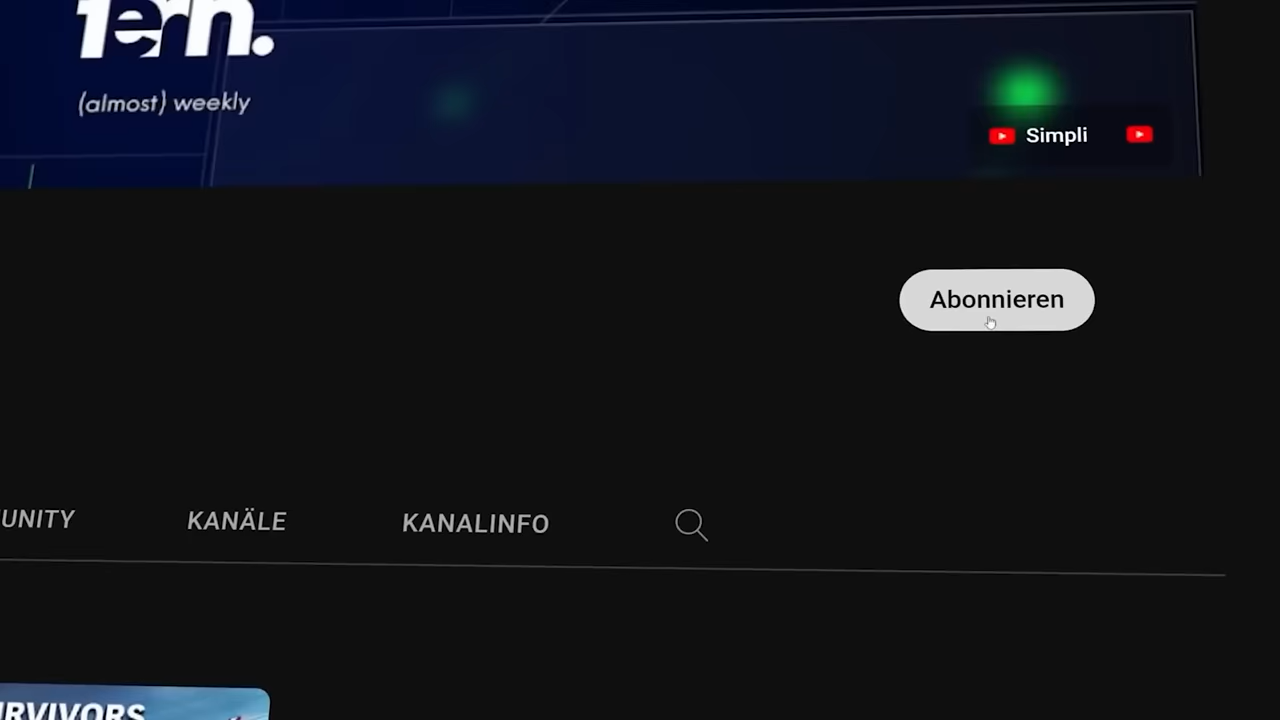 fern.
(almost) weekly
Simpli
Abonnieren
UNITY
KANÄLE
KANALINFO
RVIVORS